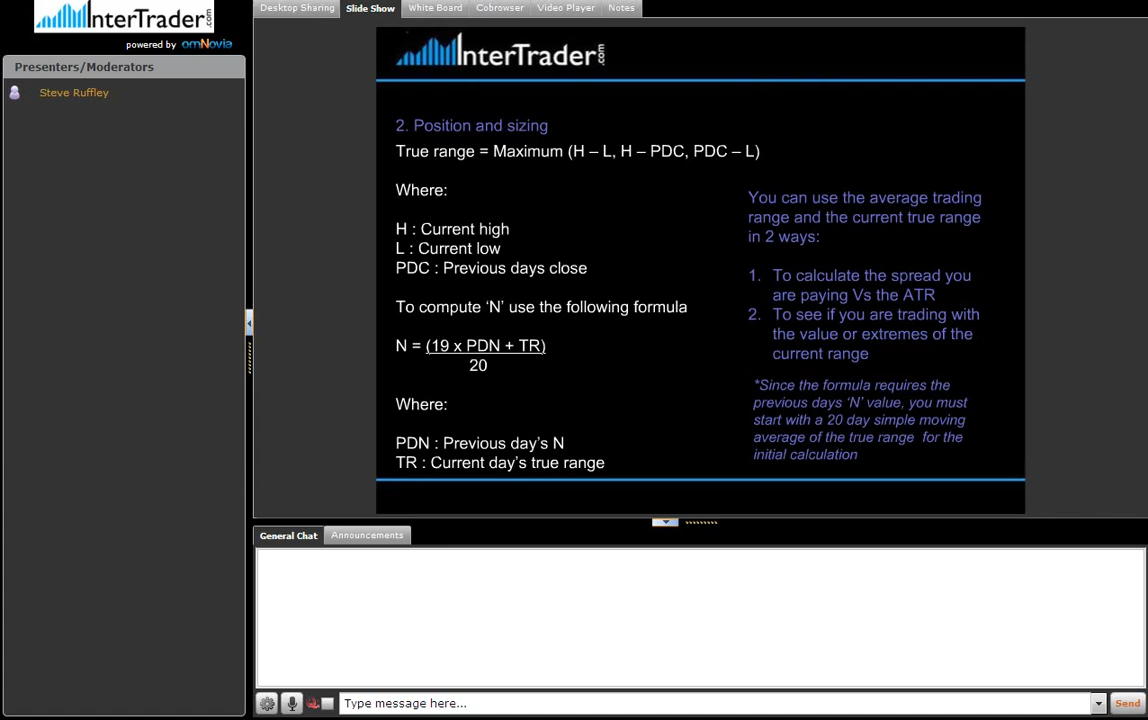 InterTrader.com
powered by omNovia
Presenters/Moderators
Steve Ruffley
Desktop Sharing
Slide Show
White Board
Cobrowser
Video Player
Notes
InterTrader.com
2. Position and sizing
True range = Maximum (H – L, H – PDC, PDC – L)
Where:
H : Current high
L : Current low
PDC : Previous days close
To compute ‘N’ use the following formula
N = (19 x PDN + TR)
20
Where:
PDN : Previous day’s N
TR : Current day’s true range
You can use the average trading
range and the current true range
in 2 ways:
1. To calculate the spread you
are paying Vs the ATR
2. To see if you are trading with
the value or extremes of the
current range
*Since the formula requires the
previous days ‘N’ value, you must
start with a 20 day simple moving
average of the true range for the
initial calculation
General Chat
Announcements
Type message here...
Send